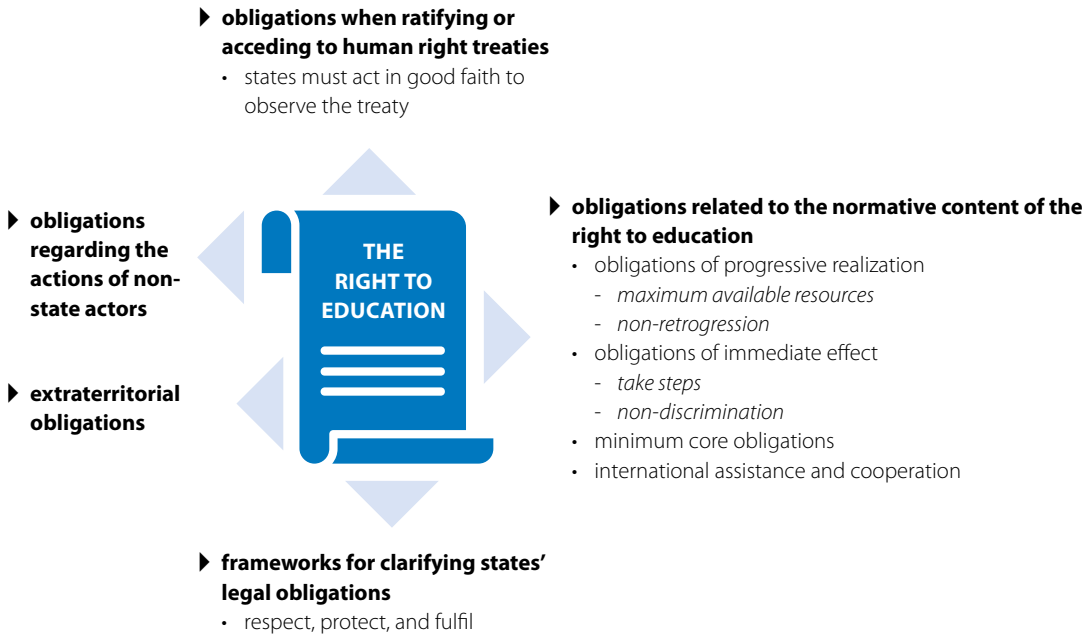 obligations when ratifying or
acceding to human right treaties
• states must act in good faith to
observe the treaty
obligations
regarding the
actions of non-
state actors
extraterritorial
obligations
THE
RIGHT TO
EDUCATION
obligations related to the normative content of the
right to education
• obligations of progressive realization
- maximum available resources
- non-retrogression
• obligations of immediate effect
- take steps
- non-discrimination
• minimum core obligations
• international assistance and cooperation
frameworks for clarifying states’
legal obligations
• respect, protect, and fulfil